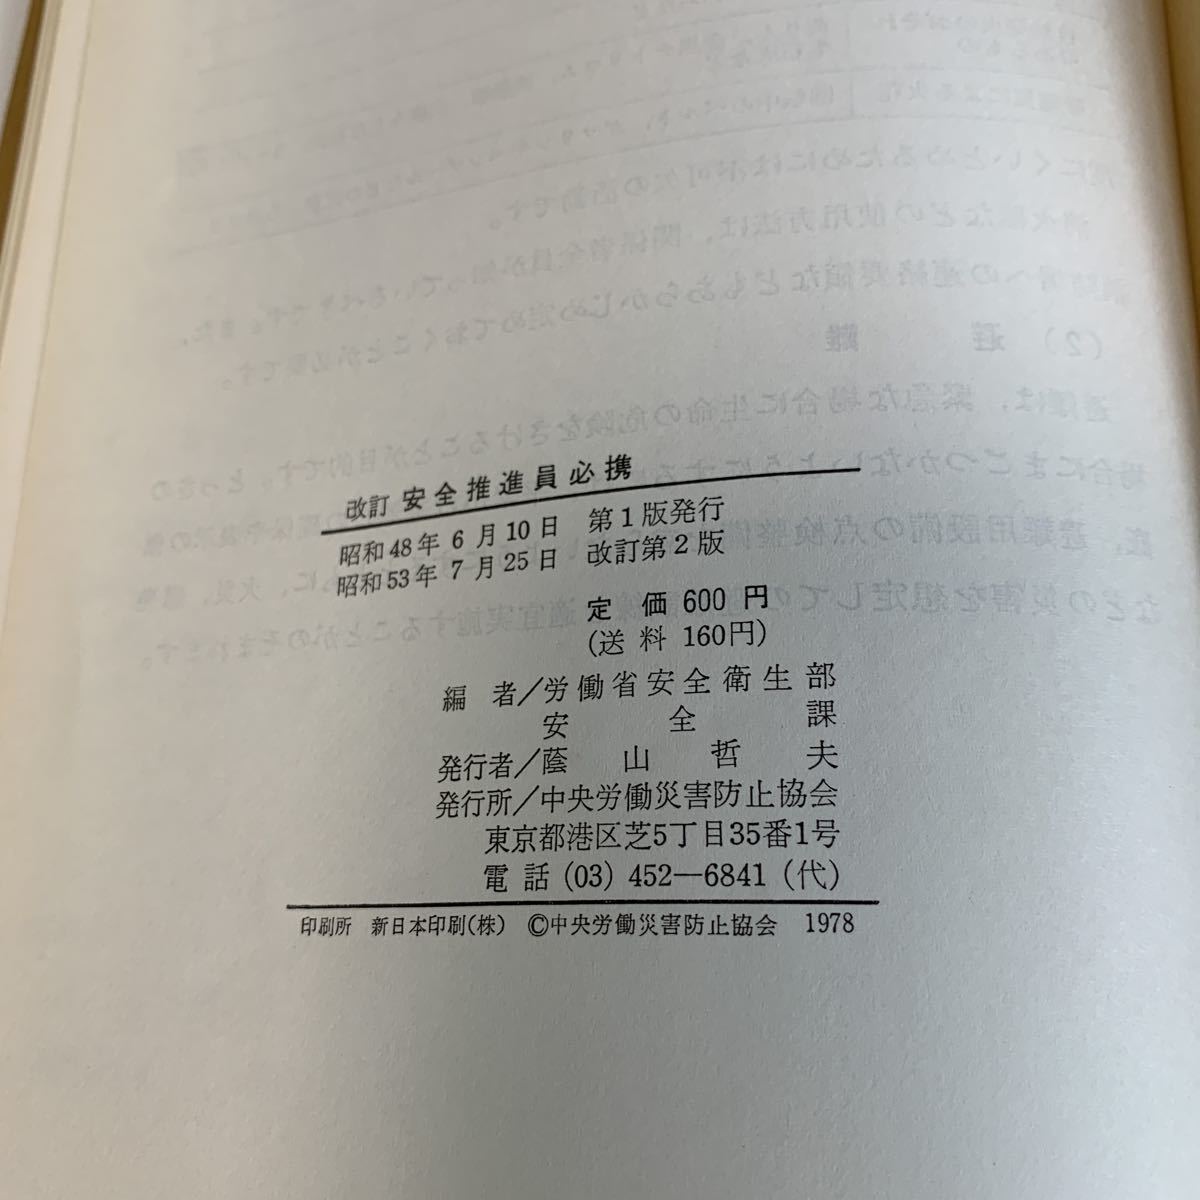 改訂 安全推進員必携
昭和48年 6月10日 第1版発行
昭和53年 7月25日 改訂第2版
定価 600円
(送料 160円)
編者/労働省安全衛生部
安全課
発行者/蔭山哲夫
発行所/中央労働災害防止協会
東京都港区芝5丁目35番1号
電話 (03) 452―6841 (代)
印刷所 新日本印刷(株) ©中央労働災害防止協会 1978